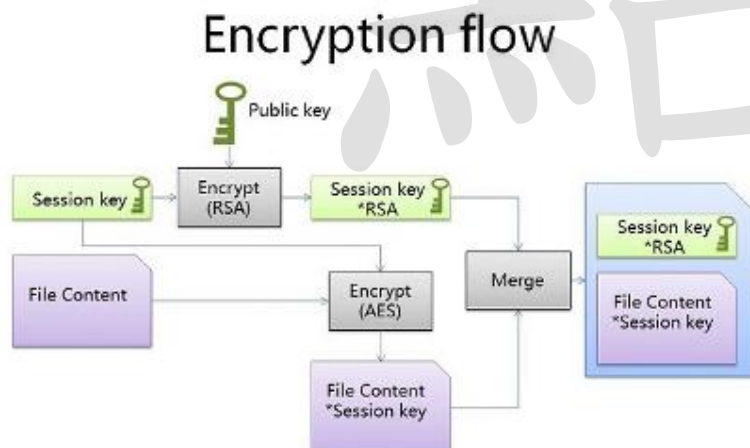 Encryption flow
Public key
Session key
Encrypt
(RSA)
Session key
*RSA
Session key
*RSA
File Content
Encrypt
(AES)
Merge
File Content
*Session key
File Content
*Session key